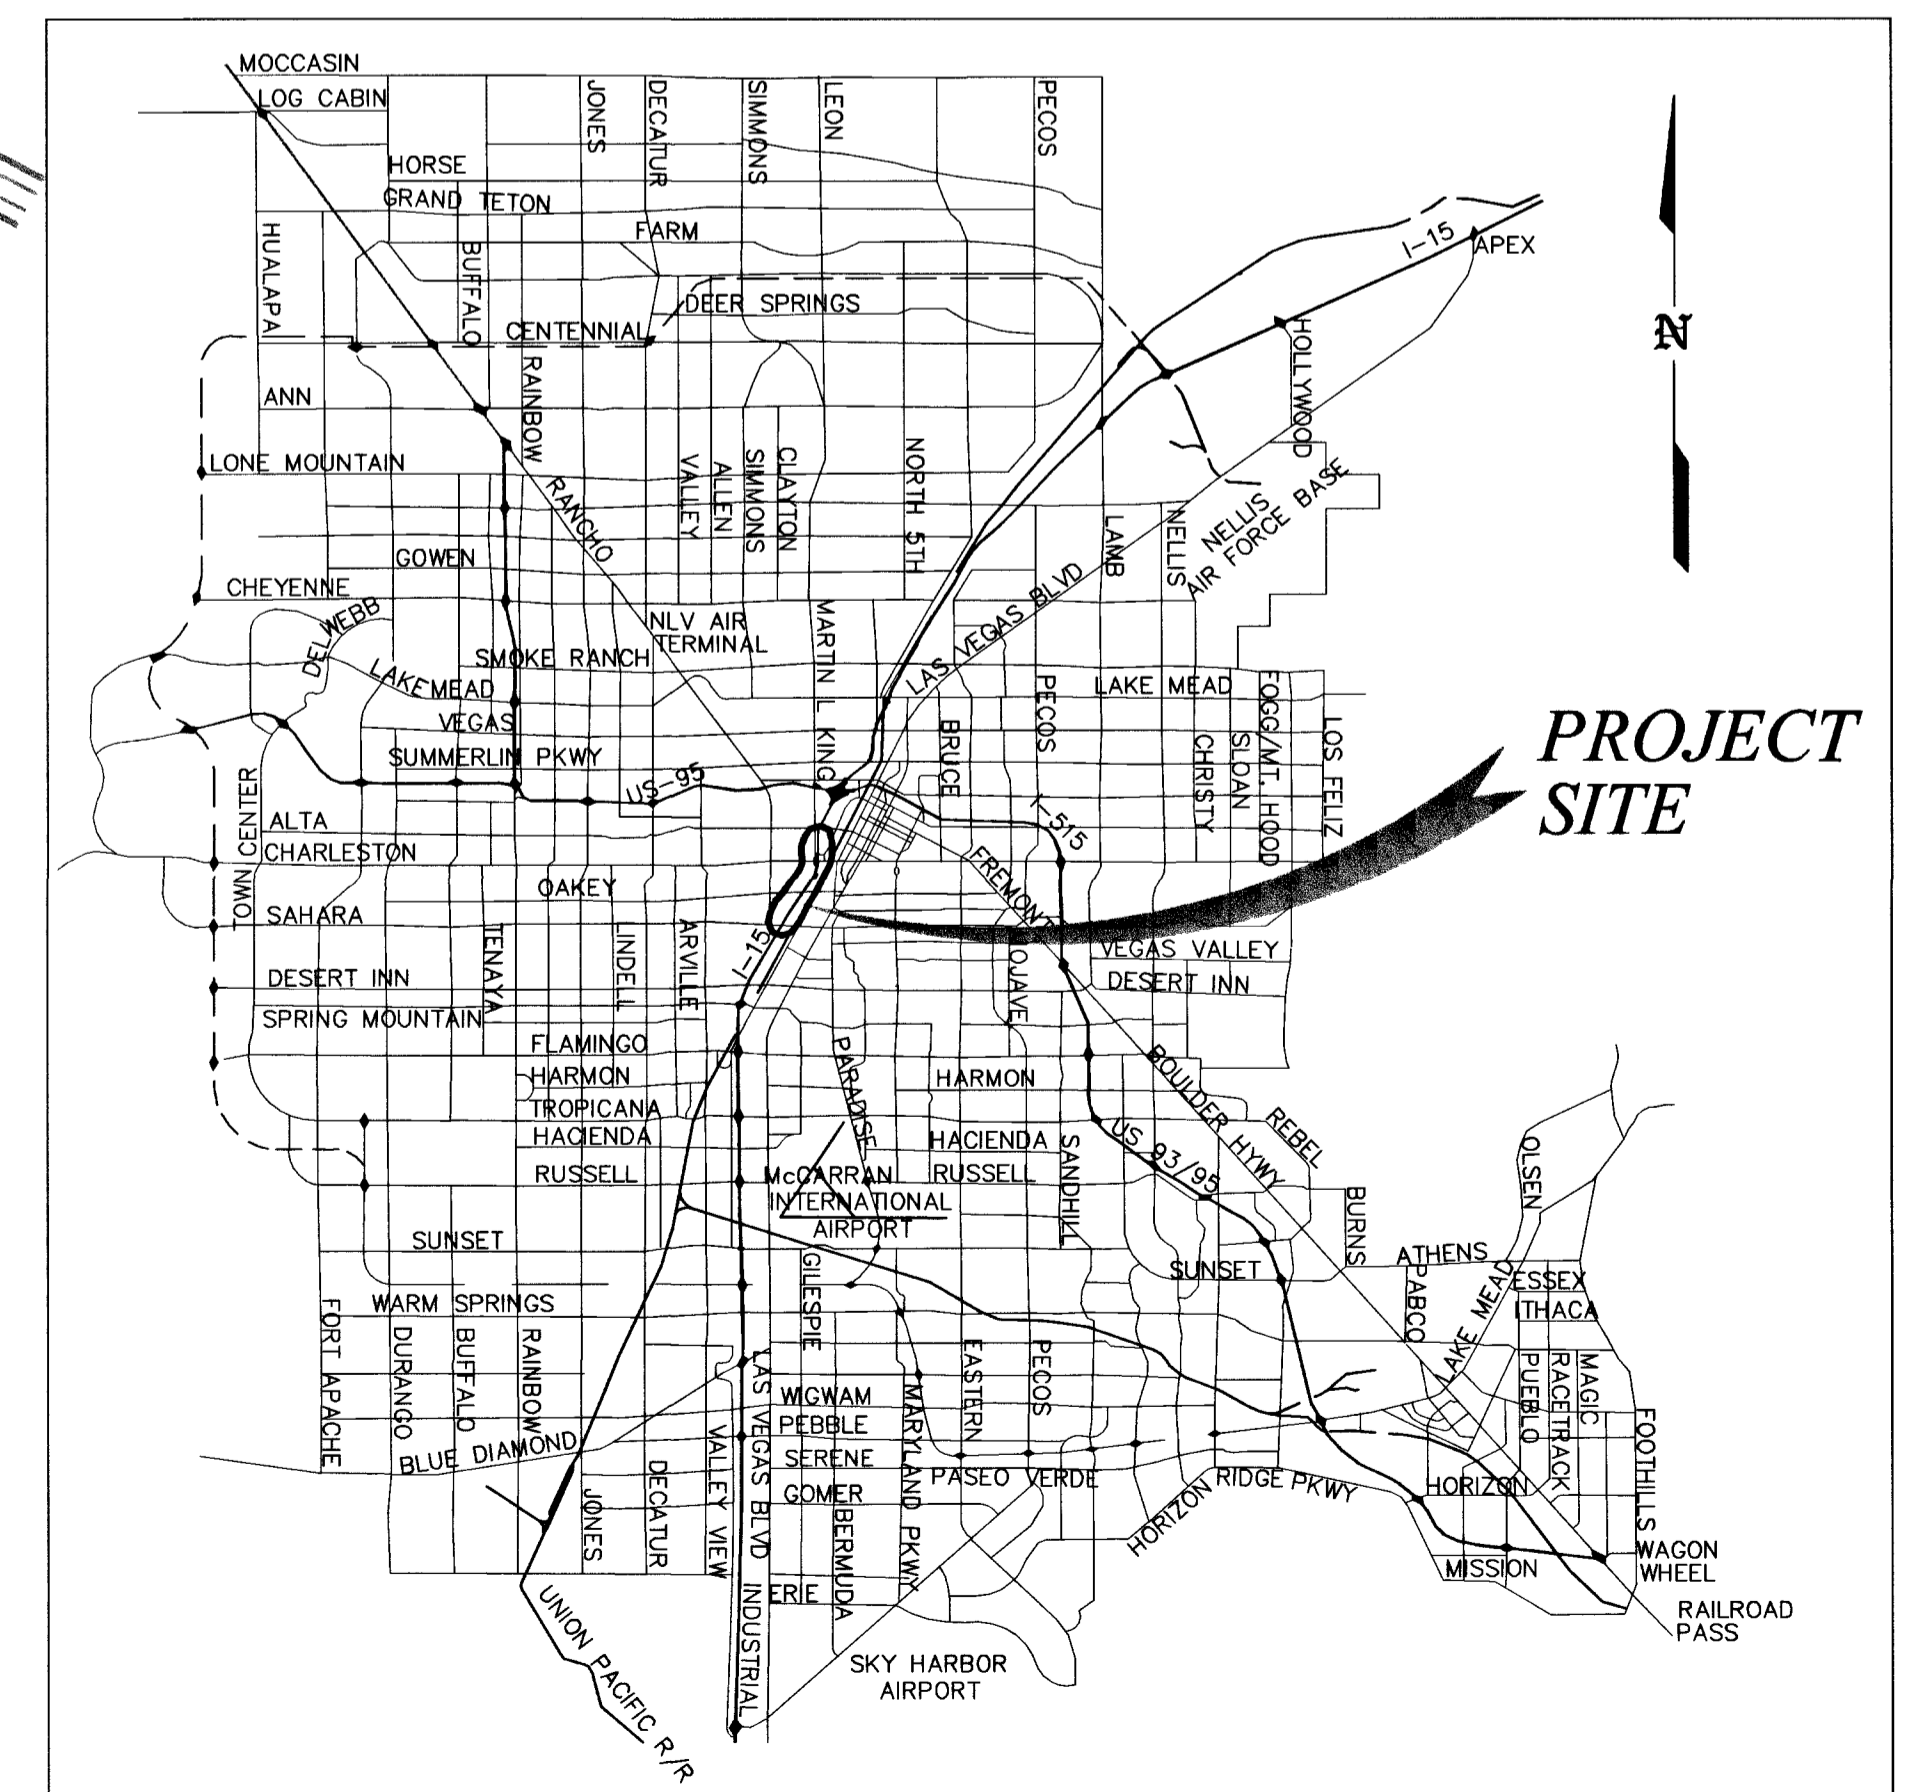 MOCCASIN
LOG CABIN
JONES
DECATUR
SIMMONS
LEON
PECOS
HORSE
GRAND TETON
FARM
HUALAPA
BUFFALO
I-15
APEX
DEER SPRINGS
CENTENNIAL
HOLLYWOOD
N
RAINBOW
ANN
LONE MOUNTAIN
RANCHO
VALLEY
ALLEN
SIMMONS
CLAYTON
NORTH 5TH
LAMB
NELLIS
NELLIS
AIR FORCE BASE
GOWEN
CHEYENNE
DEL WEBB
NLV AIR
TERMINAL
MARTIN L KING
LAS VEGAS BLVD
SMOKE RANCH
LAKE MEAD
LAKE MEAD
VEGAS
SUMMERLIN PKWY
US-95
BRUCE
PECOS
CHRISTY
SLOAN
FOGG/MT. HOOD
LOS FELIZ
PROJECT
SITE
TOWN CENTER
ALTA
CHARLESTON
I-515
FREMONT
OAKEY
SAHARA
TENAYA
LINDELL
ARVILLE
I-15
OJAVE
VEGAS VALLEY
DESERT INN
DESERT INN
SPRING MOUNTAIN
FLAMINGO
HARMON
TROPICANA
HACIENDA
RUSSELL
PARADISE
HARMON
BOULDER HYWY
REBEL
HACIENDA
RUSSELL
SANDHILL
US 93/95
McCARRAN
INTERNATIONAL
AIRPORT
OLSEN
BURNS
SUNSET
SUNSET
ATHENS
ESSEX
ITHACA
PABCO
LAKE MEAD
GILESPIE
WARM SPRINGS
FORT APACHE
DURANGO
BUFFALO
RAINBOW
EASTERN
PECOS
PUEBLO
RACETRACK
MAGIC
FOOTHILLS
LAS VEGAS BLVD
WIGWAM
PEBBLE
SERENE
GOMER
MARYLAND PKWY
BLUE DIAMOND
PASEO VERDE
HORIZON RIDGE PKWY
HORIZON
JONES
DECATUR
VALLEY VIEW
BERMUDA
ERIE
INDUSTRIAL
MISSION
WAGON
WHEEL
RAILROAD
PASS
UNION PACIFIC R/R
SKY HARBOR
AIRPORT